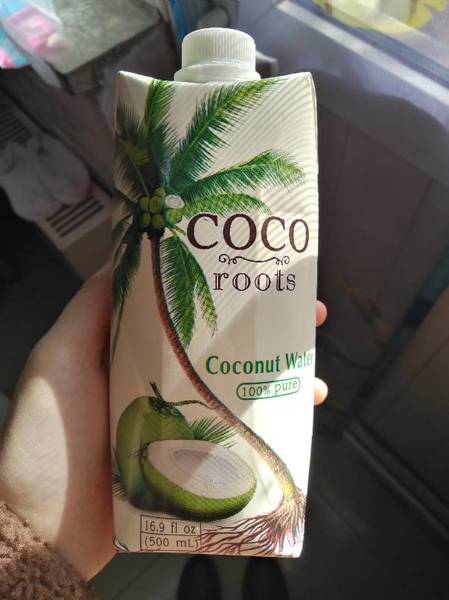 COCO
roots
Coconut Water
100% pure
16.9 fl oz
(500 mL)